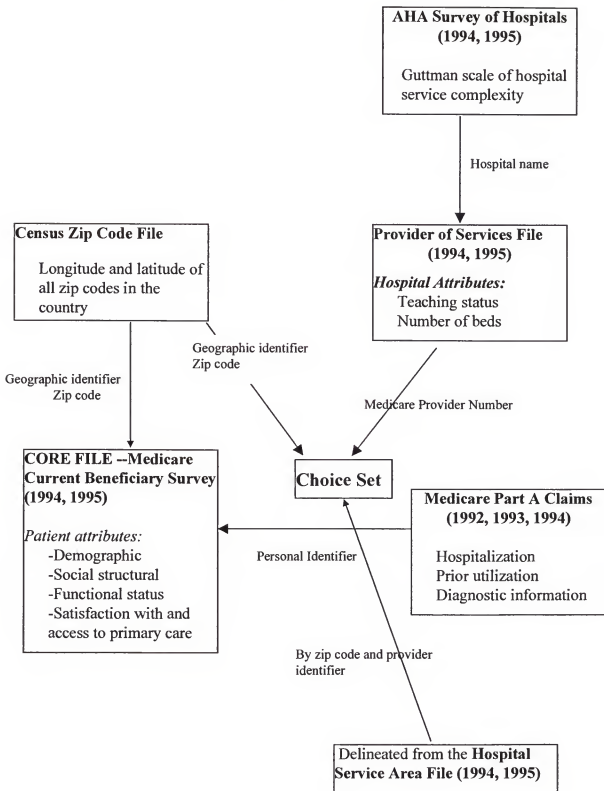 AHA Survey of Hospitals
(1994, 1995)
Guttman scale of hospital
service complexity
Hospital name
Census Zip Code File
Longitude and latitude of
all zip codes in the
country
Provider of Services File
(1994, 1995)
Hospital Attributes:
Teaching status
Number of beds
Geographic identifier
Zip code
Geographic identifier
Zip code
Medicare Provider Number
CORE FILE --Medicare
Current Beneficiary Survey
(1994, 1995)
Patient attributes:
-Demographic
-Social structural
-Functional status
-Satisfaction with and
access to primary care
Choice Set
Medicare Part A Claims
(1992, 1993, 1994)
Hospitalization
Prior utilization
Diagnostic information
Personal Identifier
By zip code and provider
identifier
Delineated from the Hospital
Service Area File (1994, 1995)